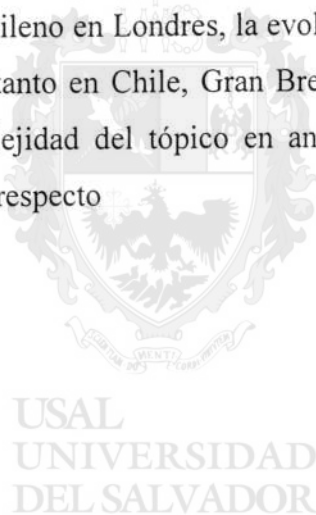 ileno en Londres, la evol
tanto en Chile, Gran Bre
ejidad del tópico en an
respecto
USAL
UNIVERSIDAD
DEL SALVADOR